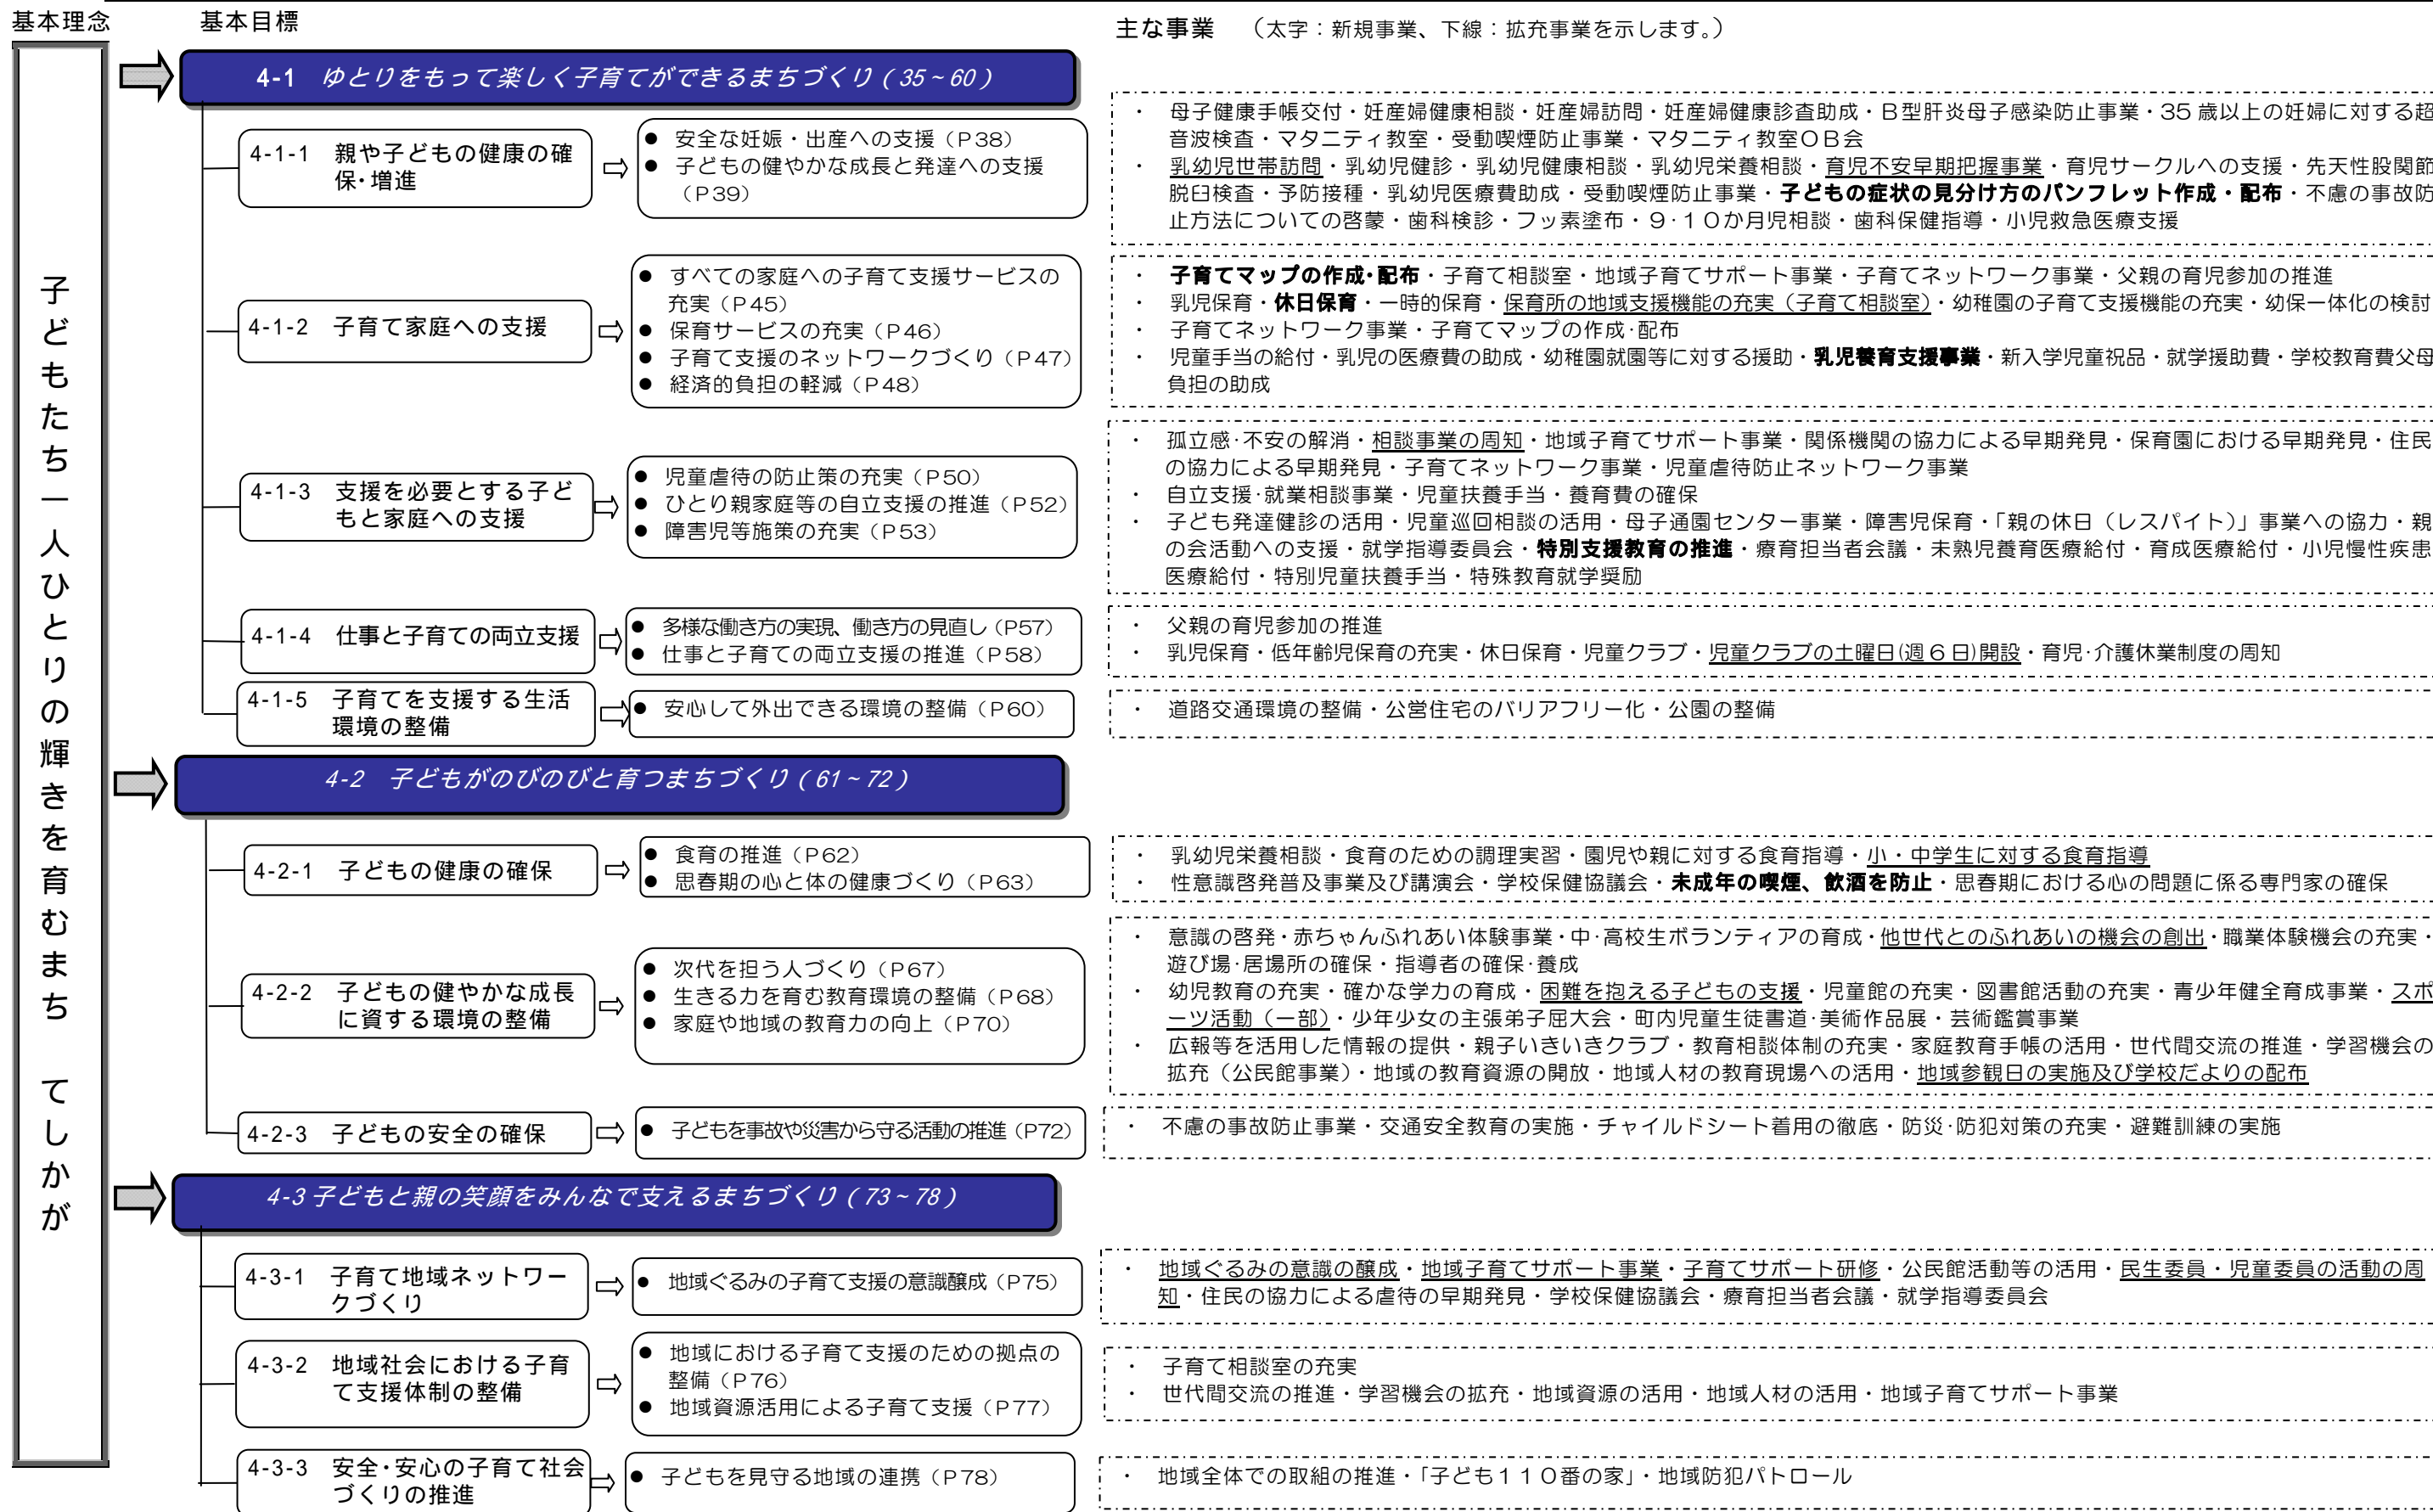 基本理念
基本目標
主な事業　（太字：新規事業、下線：拡充事業を示します。）
子どもたち一人ひとりの輝きを育むまち　てしかが
4-1　ゆとりをもって楽しく子育てができるまちづくり（35～60）
4-1-1　親や子どもの健康の確
保・増進
● 安全な妊娠・出産への支援（P38）
● 子どもの健やかな成長と発達への支援
（P39）
・ 母子健康手帳交付・妊産婦健康相談・妊産婦訪問・妊産婦健康診査助成・B型肝炎母子感染防止事業・35歳以上の妊婦に対する超
音波検査・マタニティ教室・受動喫煙防止事業・マタニティ教室OB会
・ 乳幼児世帯訪問・乳幼児健診・乳幼児健康相談・乳幼児栄養相談・育児不安早期把握事業・育児サークルへの支援・先天性股関節
脱臼検査・予防接種・乳幼児医療費助成・受動喫煙防止事業・子どもの症状の見分け方のパンフレット作成・配布・不慮の事故防
止方法についての啓蒙・歯科検診・フッ素塗布・９・１０か月児相談・歯科保健指導・小児救急医療支援
4-1-2　子育て家庭への支援
● すべての家庭への子育て支援サービスの
充実（P45）
● 保育サービスの充実（P46）
● 子育て支援のネットワークづくり（P47）
● 経済的負担の軽減（P48）
・ 子育てマップの作成・配布・子育て相談室・地域子育てサポート事業・子育てネットワーク事業・父親の育児参加の推進
・ 乳児保育・休日保育・一時的保育・保育所の地域支援機能の充実（子育て相談室）・幼稚園の子育て支援機能の充実・幼保一体化の検討
・ 子育てネットワーク事業・子育てマップの作成・配布
・ 児童手当の給付・乳児の医療費の助成・幼稚園就園等に対する援助・乳児養育支援事業・新入学児童祝品・就学援助費・学校教育費父母
負担の助成
4-1-3　支援を必要とする子ど
もと家庭への支援
● 児童虐待の防止策の充実（P50）
● ひとり親家庭等の自立支援の推進（P52）
● 障害児等施策の充実（P53）
・ 孤立感・不安の解消・相談事業の周知・地域子育てサポート事業・関係機関の協力による早期発見・保育園における早期発見・住民
の協力による早期発見・子育てネットワーク事業・児童虐待防止ネットワーク事業
・ 自立支援・就業相談事業・児童扶養手当・養育費の確保
・ 子ども発達健診の活用・児童巡回相談の活用・母子通園センター事業・障害児保育・「親の休日（レスパイト）」事業への協力・親
の会活動への支援・就学指導委員会・特別支援教育の推進・療育担当者会議・未熟児養育医療給付・育成医療給付・小児慢性疾患
医療給付・特別児童扶養手当・特殊教育就学奨励
4-1-4　仕事と子育ての両立支援
● 多様な働き方の実現、働き方の見直し（P57）
● 仕事と子育ての両立支援の推進（P58）
・ 父親の育児参加の推進
・ 乳児保育・低年齢児保育の充実・休日保育・児童クラブ・児童クラブの土曜日(週６日)開設・育児・介護休業制度の周知
4-1-5　子育てを支援する生活
環境の整備
● 安心して外出できる環境の整備（P60）
・ 道路交通環境の整備・公営住宅のバリアフリー化・公園の整備
4-2　子どもがのびのびと育つまちづくり（61～72）
4-2-1　子どもの健康の確保
● 食育の推進（P62）
● 思春期の心と体の健康づくり（P63）
・ 乳幼児栄養相談・食育のための調理実習・園児や親に対する食育指導・小・中学生に対する食育指導
・ 性意識啓発普及事業及び講演会・学校保健協議会・未成年の喫煙、飲酒を防止・思春期における心の問題に係る専門家の確保
4-2-2　子どもの健やかな成長
に資する環境の整備
● 次代を担う人づくり（P67）
● 生きる力を育む教育環境の整備（P68）
● 家庭や地域の教育力の向上（P70）
・ 意識の啓発・赤ちゃんふれあい体験事業・中・高校生ボランティアの育成・他世代とのふれあいの機会の創出・職業体験機会の充実・
遊び場・居場所の確保・指導者の確保・養成
・ 幼児教育の充実・確かな学力の育成・困難を抱える子どもの支援・児童館の充実・図書館活動の充実・青少年健全育成事業・スポ
ーツ活動（一部）・少年少女の主張弟子屈大会・町内児童生徒書道・美術作品展・芸術鑑賞事業
・ 広報等を活用した情報の提供・親子いきいきクラブ・教育相談体制の充実・家庭教育手帳の活用・世代間交流の推進・学習機会の
拡充（公民館事業）・地域の教育資源の開放・地域人材の教育現場への活用・地域参観日の実施及び学校だよりの配布
4-2-3　子どもの安全の確保
● 子どもを事故や災害から守る活動の推進（P72）
・ 不慮の事故防止事業・交通安全教育の実施・チャイルドシート着用の徹底・防災・防犯対策の充実・避難訓練の実施
4-3 子どもと親の笑顔をみんなで支えるまちづくり（73～78）
4-3-1　子育て地域ネットワー
クづくり
● 地域ぐるみの子育て支援の意識醸成（P75）
・ 地域ぐるみの意識の醸成・地域子育てサポート事業・子育てサポート研修・公民館活動等の活用・民生委員・児童委員の活動の周
知・住民の協力による虐待の早期発見・学校保健協議会・療育担当者会議・就学指導委員会
4-3-2　地域社会における子育
て支援体制の整備
● 地域における子育て支援のための拠点の
整備（P76）
● 地域資源活用による子育て支援（P77）
・ 子育て相談室の充実
・ 世代間交流の推進・学習機会の拡充・地域資源の活用・地域人材の活用・地域子育てサポート事業
4-3-3　安全・安心の子育て社会
づくりの推進
● 子どもを見守る地域の連携（P78）
・ 地域全体での取組の推進・「子ども１１０番の家」・地域防犯パトロール